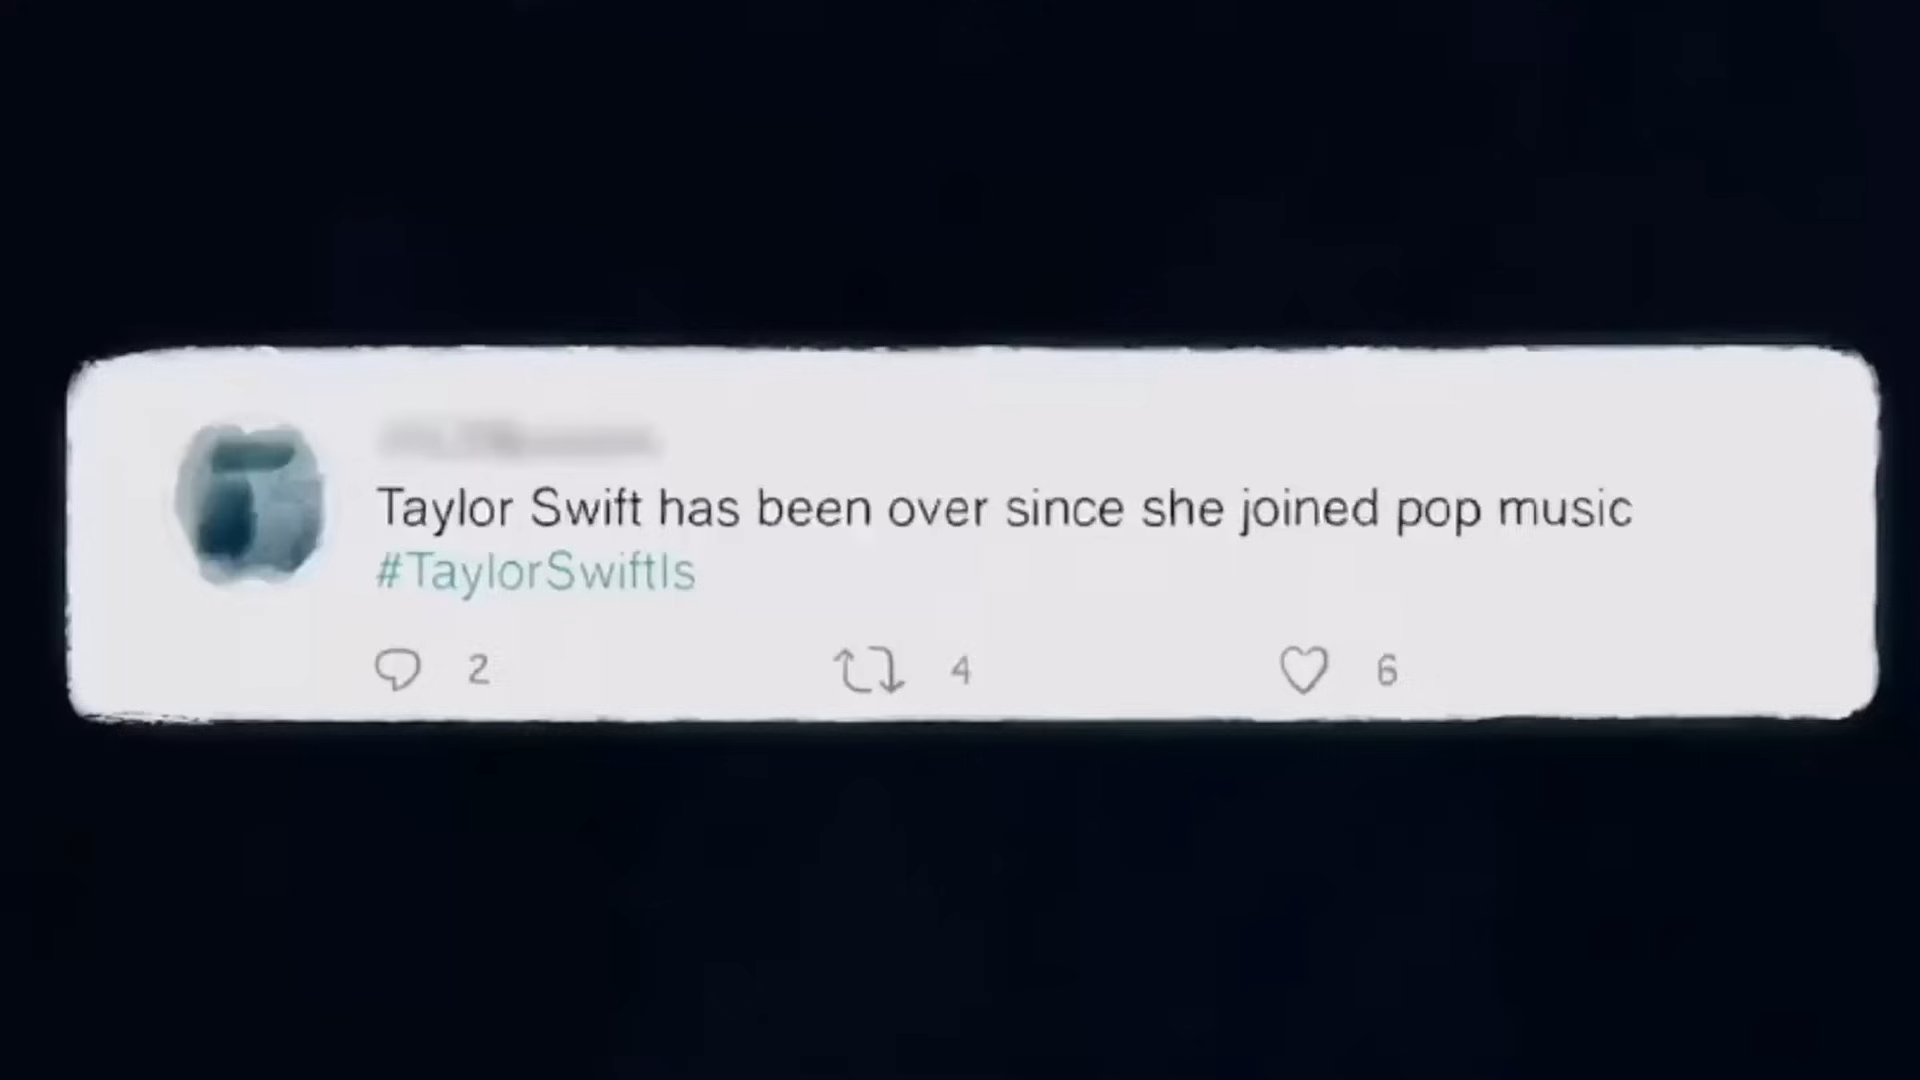 Taylor Swift has been over since she joined pop music
#TaylorSwiftIs
2 4 6